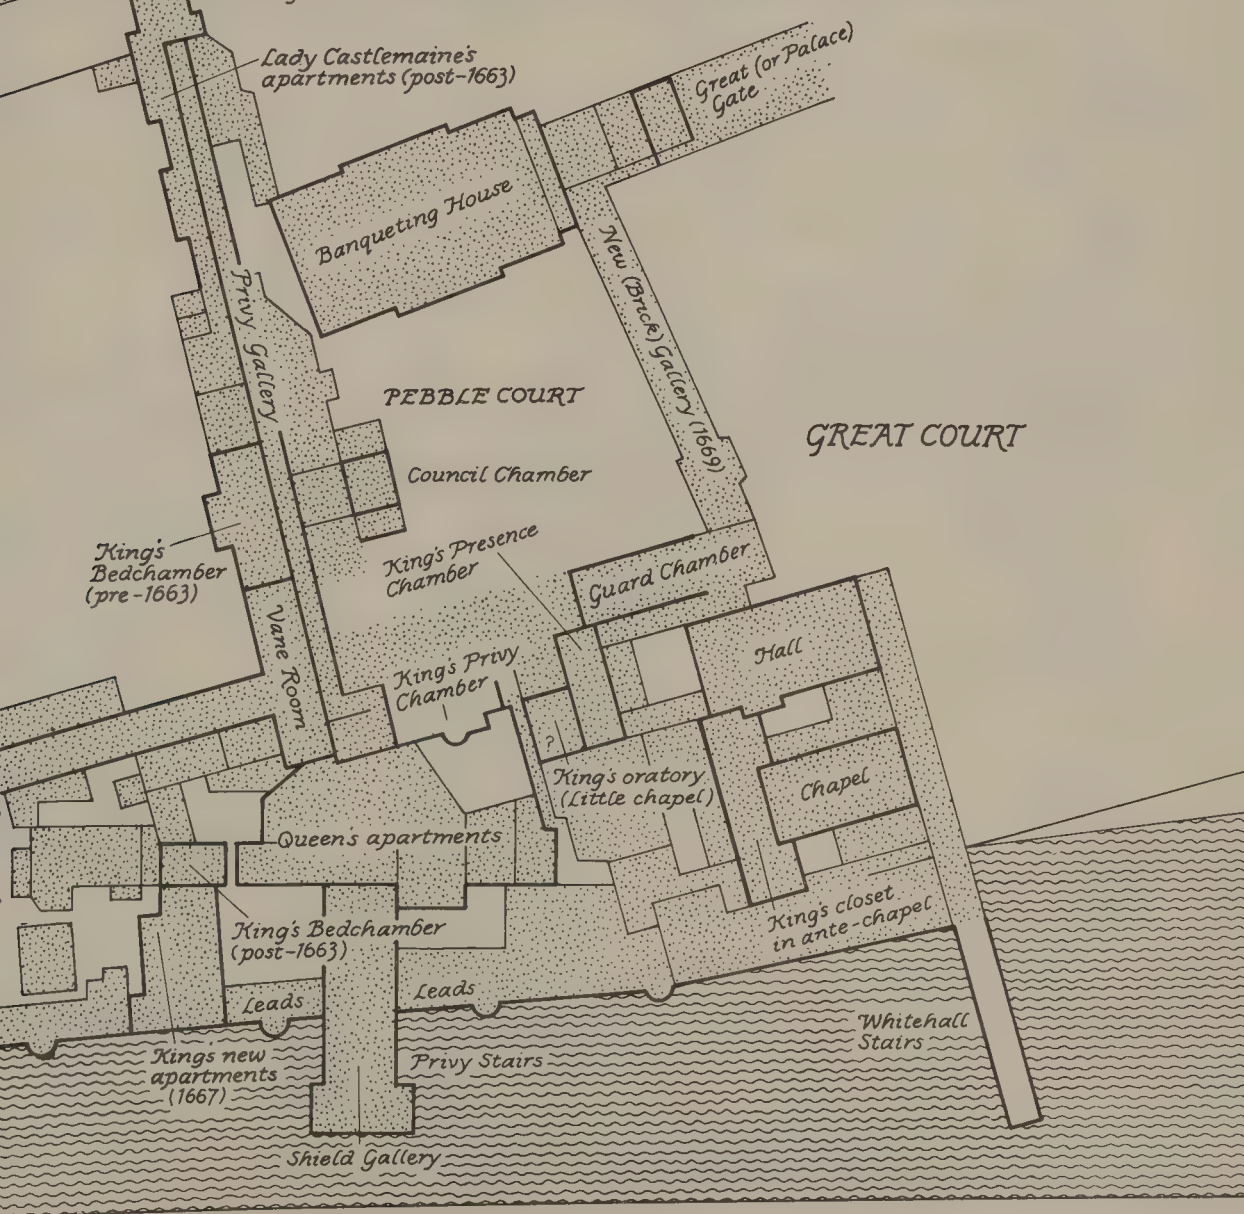 Lady Castlemaine's
apartments (post-1663)
Great (or Palace)
Gate
Banqueting House
New (Brick) Gallery (1669)
Privy Gallery
PEBBLE COURT
GREAT COURT
Council Chamber
King's
Bedchamber
(pre-1663)
King's Presence
Chamber
Guard Chamber
Vane Room
Hall
King's Privy
Chamber
?
King's oratory
(Little chapel)
Chapel
Queen's apartments
King's closet
in ante-chapel
King's Bedchamber
(post-1663)
Leads
Leads
Whitehall
Stairs
King's new
apartments
(1667)
Privy Stairs
Shield Gallery